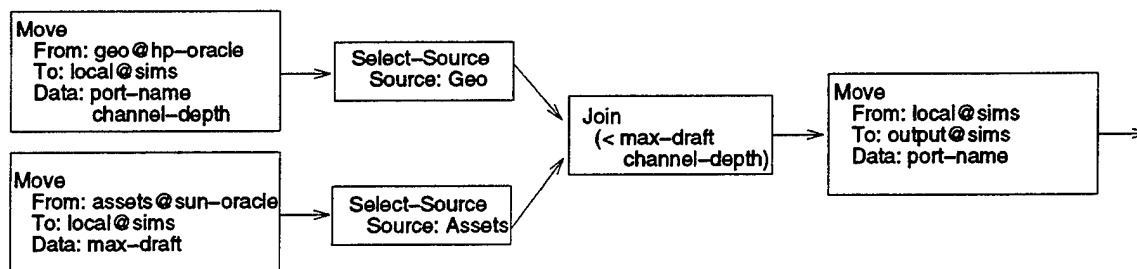 Move
From: geo@hp-oracle
To: local@sims
Data: port-name
channel-depth
Select-Source
Source: Geo
Move
From: assets@sun-oracle
To: local@sims
Data: max-draft
Select-Source
Source: Assets
Join
(< max-draft
channel-depth)
Move
From: local@sims
To: output@sims
Data: port-name